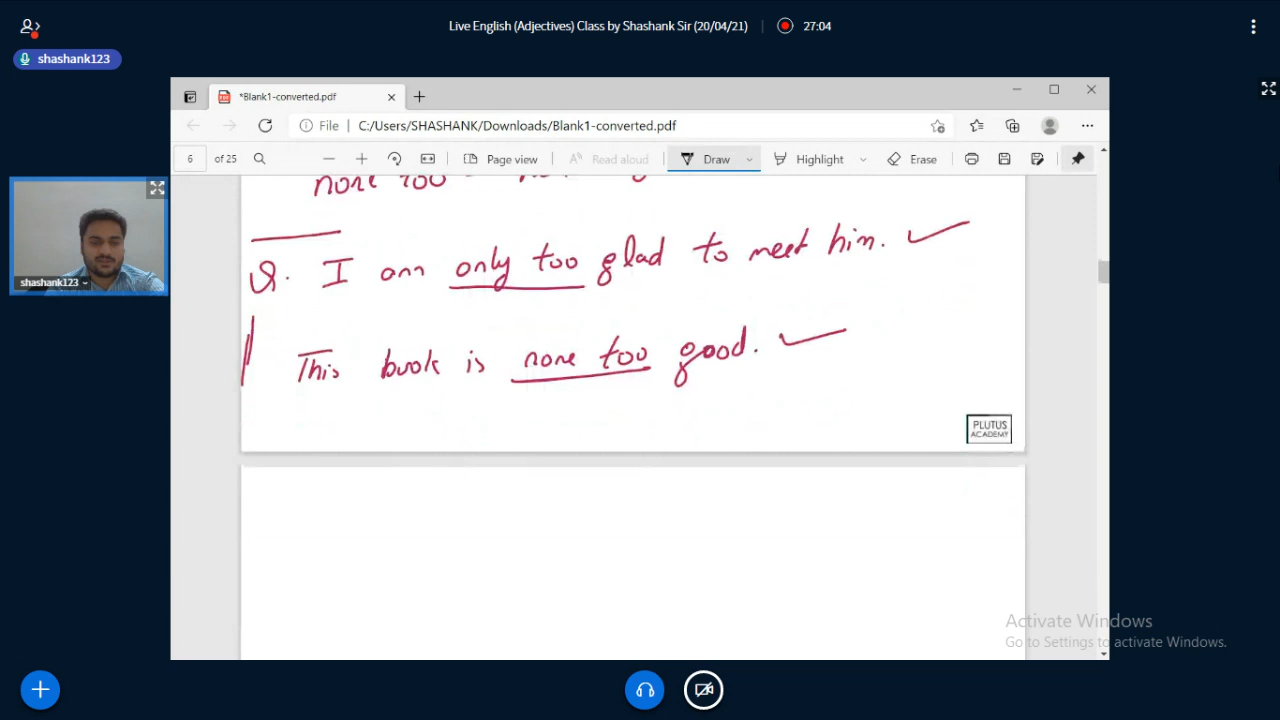 Live English (Adjectives) Class by Shashank Sir (20/04/21)
27:04
shashank123
*Blank1-converted.pdf
File
C:/Users/SHASHANK/Downloads/Blank1-converted.pdf
6 of 25
Page view
Read aloud
Draw
Highlight
Erase
none too
Q. I am only too glad to meet him.
This book is none too good.
shashank123
PLUTUS
ACADEMY
Activate Windows
Go to Settings to activate Windows.